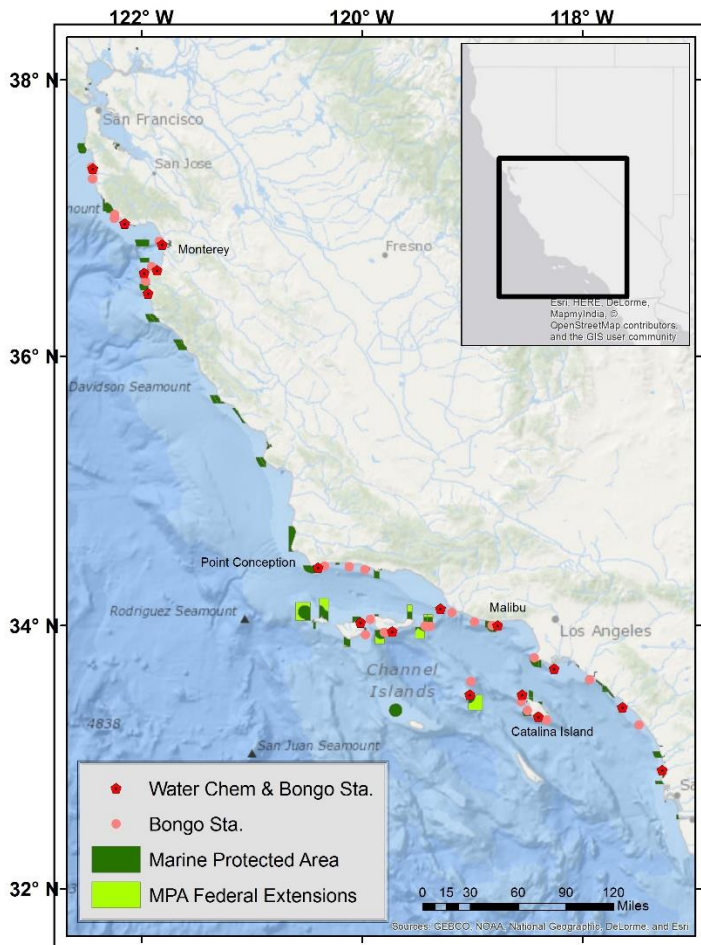 122° W 120° W 118° W
38° N
36° N
34° N
32° N
San Francisco
San Jose
mount
Monterey
Fresno
Esri, HERE, DeLorme,
MapmyIndia, ©
OpenStreetMap contributors,
and the GIS user community
Davidson Seamount
Point Conception
Rodriguez Seamount
Malibu
Los Angeles
Channel
Islands
4838
Catalina Island
San Juan Seamount
Sa
Water Chem & Bongo Sta.
Bongo Sta.
Marine Protected Area
MPA Federal Extensions
0 15 30 60 90 120
Miles
Sources: GEBCO, NOAA, National Geographic, DeLorme, and Esri